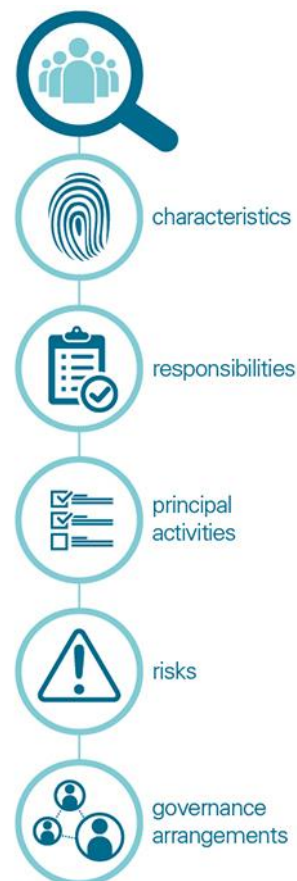 characteristics
responsibilities
principal
activities
risks
governance
arrangements